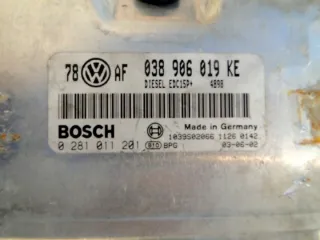 78 AF 038 906 019 KE
DIESEL EDC15P+ 4898
BOSCH
Made in Germany
1039S02066 1126 0142
0 281 011 201 BPG 03-06-02